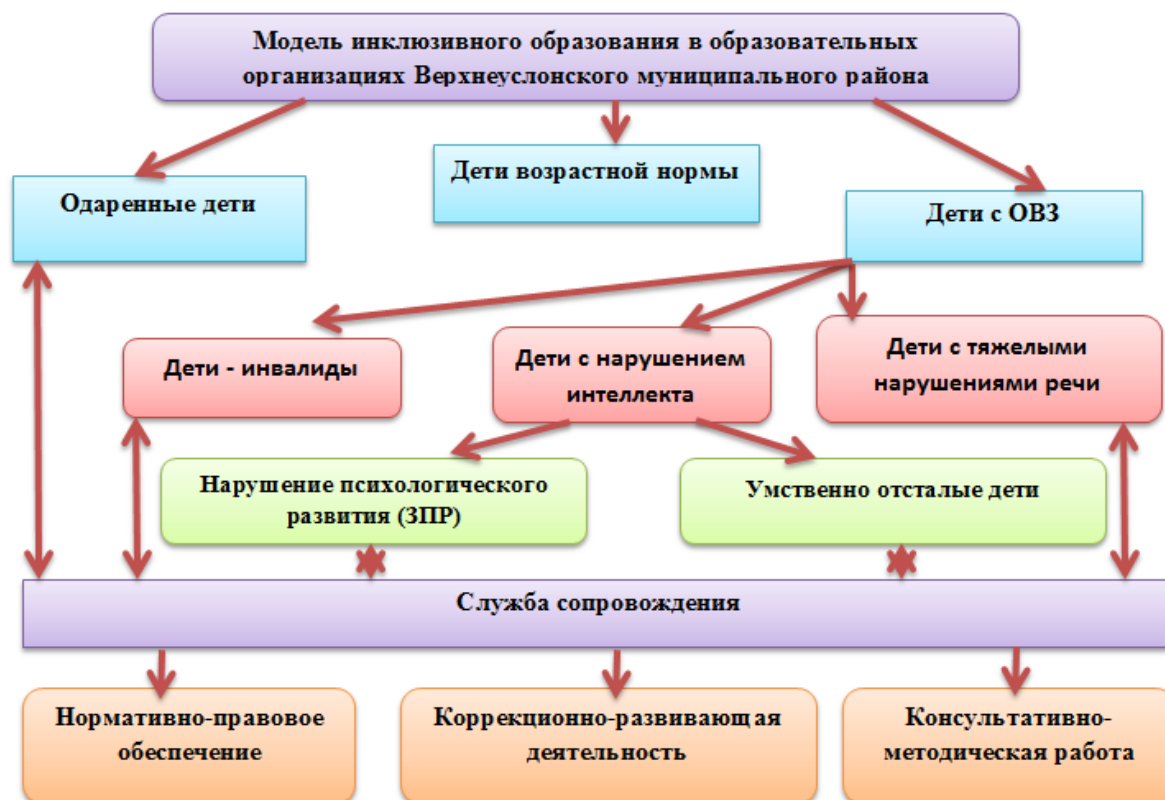 Модель инклюзивного образования в образовательных
организациях Верхнеуслонского муниципального района
Одаренные дети
Дети возрастной нормы
Дети с ОВЗ
Дети - инвалиды
Дети с нарушением
интеллекта
Дети с тяжелыми
нарушениями речи
Нарушение психологического
развития (ЗПР)
Умственно отсталые дети
Служба сопровождения
Нормативно-правовое
обеспечение
Коррекционно-развивающая
деятельность
Консультативно-
методическая работа